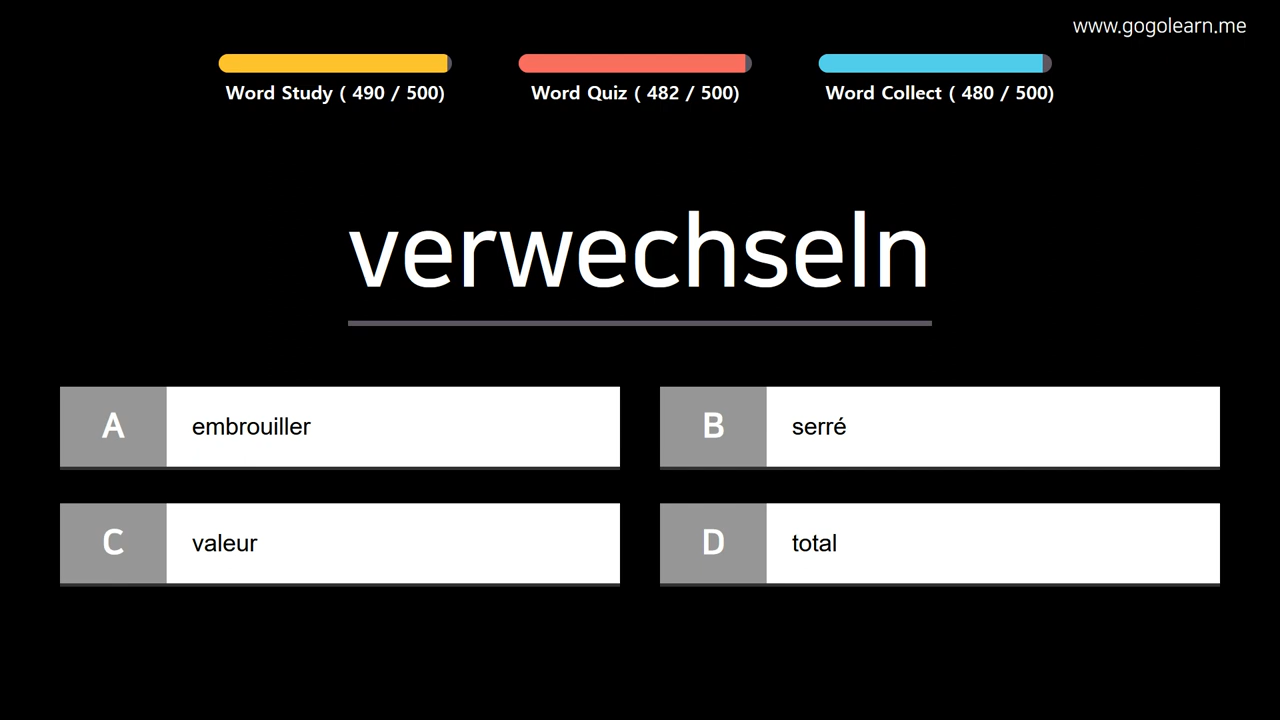 www.gogolearn.me
Word Study ( 490 / 500)
Word Quiz ( 482 / 500)
Word Collect ( 480 / 500)
verwechseln
A embrouiller
B serré
C valeur
D total